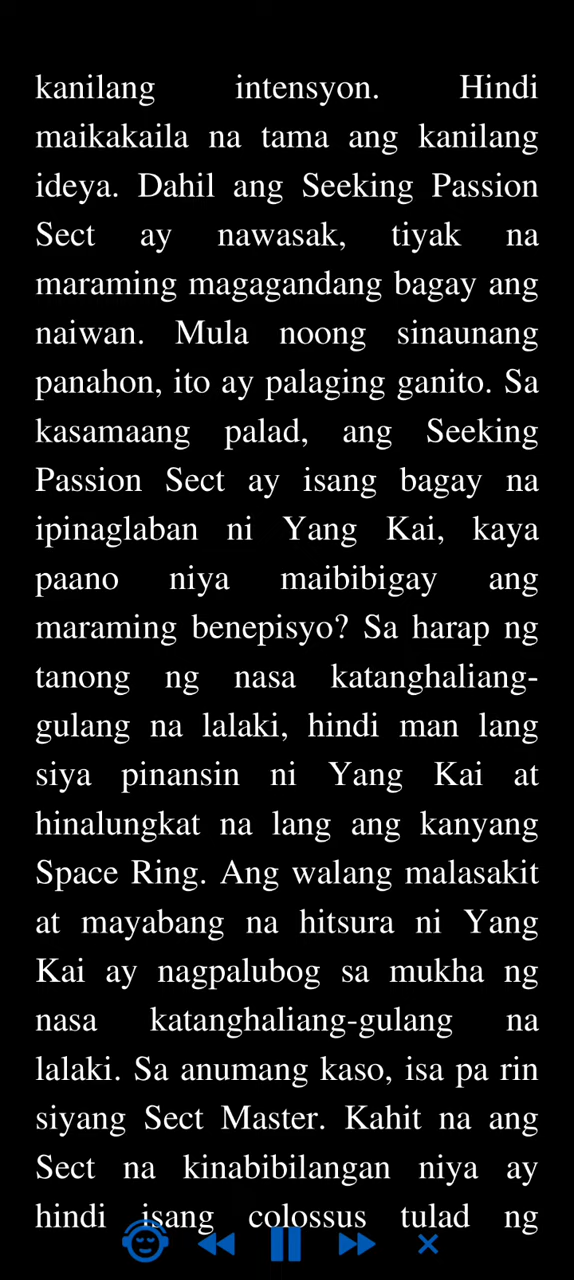 kanilang intensyon. Hindi
maikakaila na tama ang kanilang
ideya. Dahil ang Seeking Passion
Sect ay nawasak, tiyak na
maraming magagandang bagay ang
naiwan. Mula noong sinaunang
panahon, ito ay palaging ganito. Sa
kasamaang palad, ang Seeking
Passion Sect ay isang bagay na
ipinaglaban ni Yang Kai, kaya
paano niya maibibigay ang
maraming benepisyo? Sa harap ng
tanong ng nasa katanghaliang-
gulang na lalaki, hindi man lang
siya pinansin ni Yang Kai at
hinalungkat na lang ang kanyang
Space Ring. Ang walang malasakit
at mayabang na hitsura ni Yang
Kai ay nagpalubog sa mukha ng
nasa katanghaliang-gulang na
lalaki. Sa anumang kaso, isa pa rin
siyang Sect Master. Kahit na ang
Sect na kinabibilangan niya ay
hindi isang colossus tulad ng